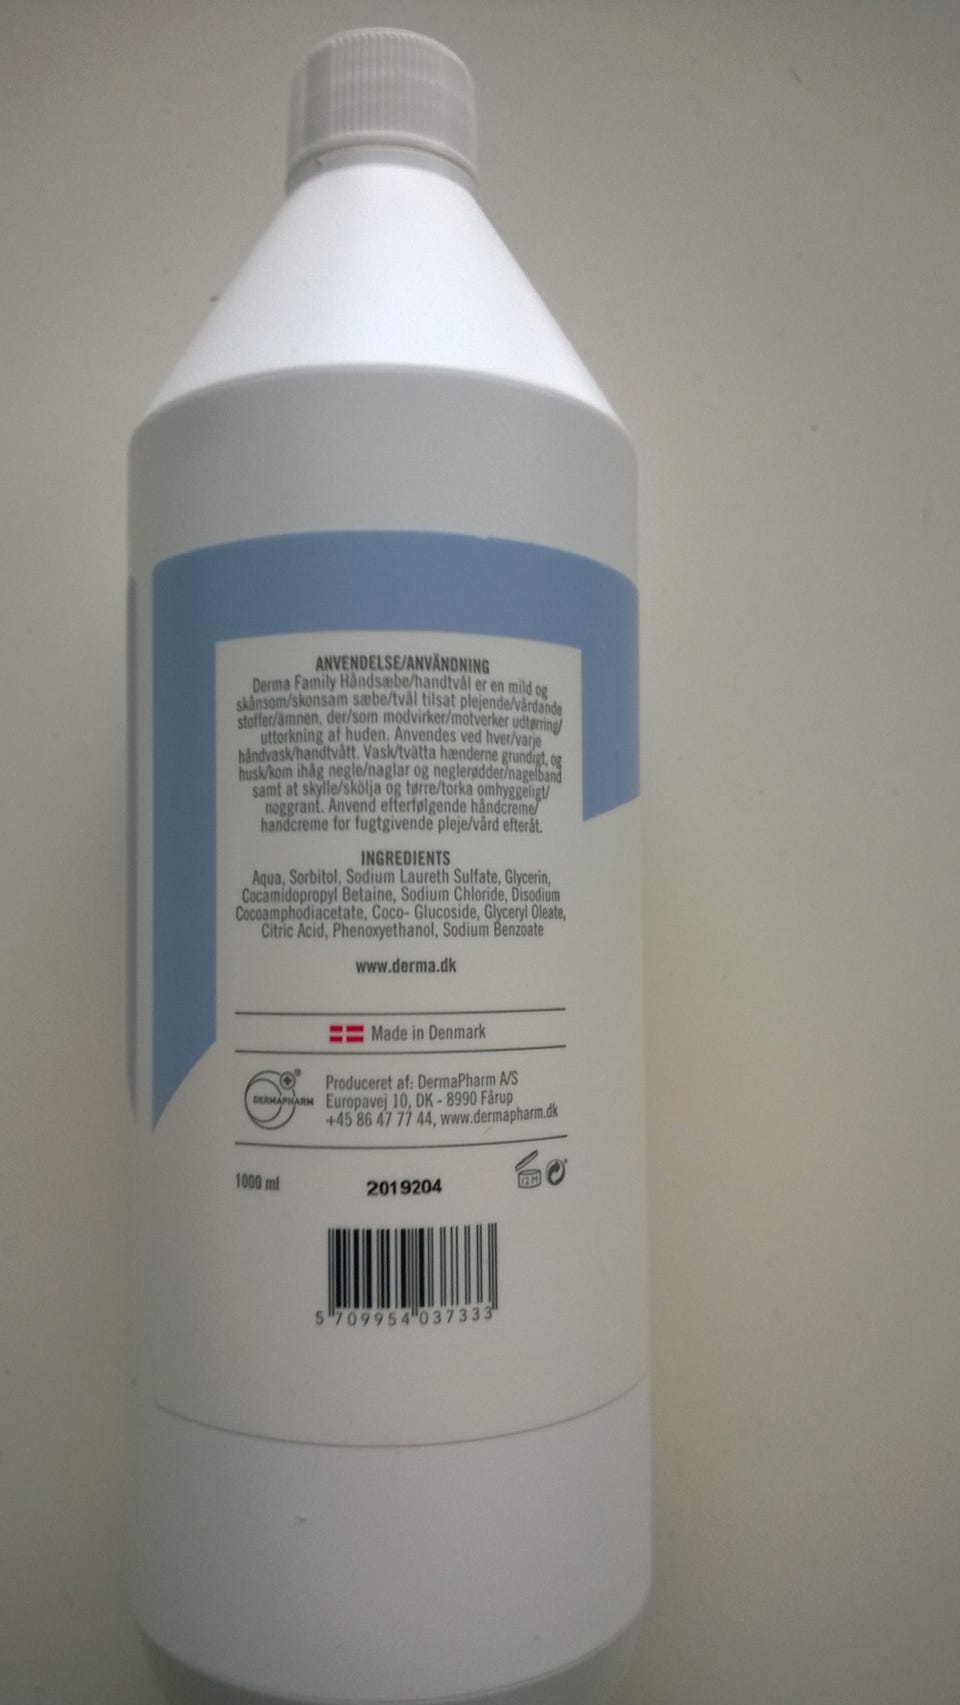 ANVENDELSE/ANVÄNDNING
Derma Family Håndsæbe/handtvål er en mild og
skånsom/skonsam sæbe/tvål tilsat plejende/vårdande
stoffer/ämnen, der/som modvirker/motverker udtørring/
uttorkning af huden. Anvendes ved hver/varje
håndvask/handtvått. Vask/tvätta hænderne grundigt, og
husk/kom ihåg negle/naglar og neglerødder/nagelband
samt at skylle/skölja og tørre/torka omhyggeligt/
noggrant. Anvend efterfølgende håndcreme/
handcreme for fugtgivende pleje/vård efteråt.
INGREDIENTS
Aqua, Sorbitol, Sodium Laureth Sulfate, Glycerin,
Cocamidopropyl Betaine, Sodium Chloride, Disodium
Cocoamphodiacetate, Coco- Glucoside, Glyceryl Oleate,
Citric Acid, Phenoxyethanol, Sodium Benzoate
www.derma.dk
Made in Denmark
DERMAPHARM®
Produceret af: DermaPharm A/S
Europavej 10, DK - 8990 Fårup
+45 86 47 77 44, www.dermapharm.dk
1000 ml
2019204
12 M
5 709954 037333